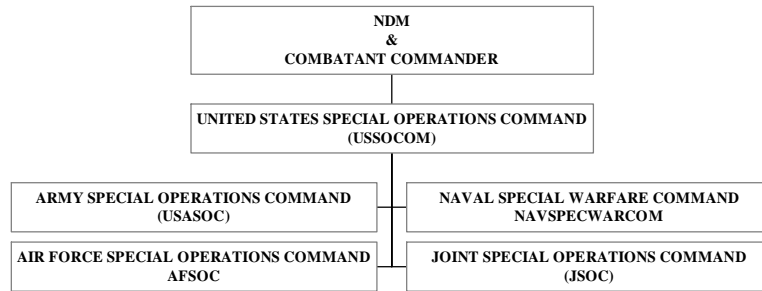 NDM
&
COMBATANT COMMANDER
UNITED STATES SPECIAL OPERATIONS COMMAND
(USSOCOM)
ARMY SPECIAL OPERATIONS COMMAND
(USASOC)
NAVAL SPECIAL WARFARE COMMAND
NAVSPECWARCOM
AIR FORCE SPECIAL OPERATIONS COMMAND
AFSOC
JOINT SPECIAL OPERATIONS COMMAND
(JSOC)